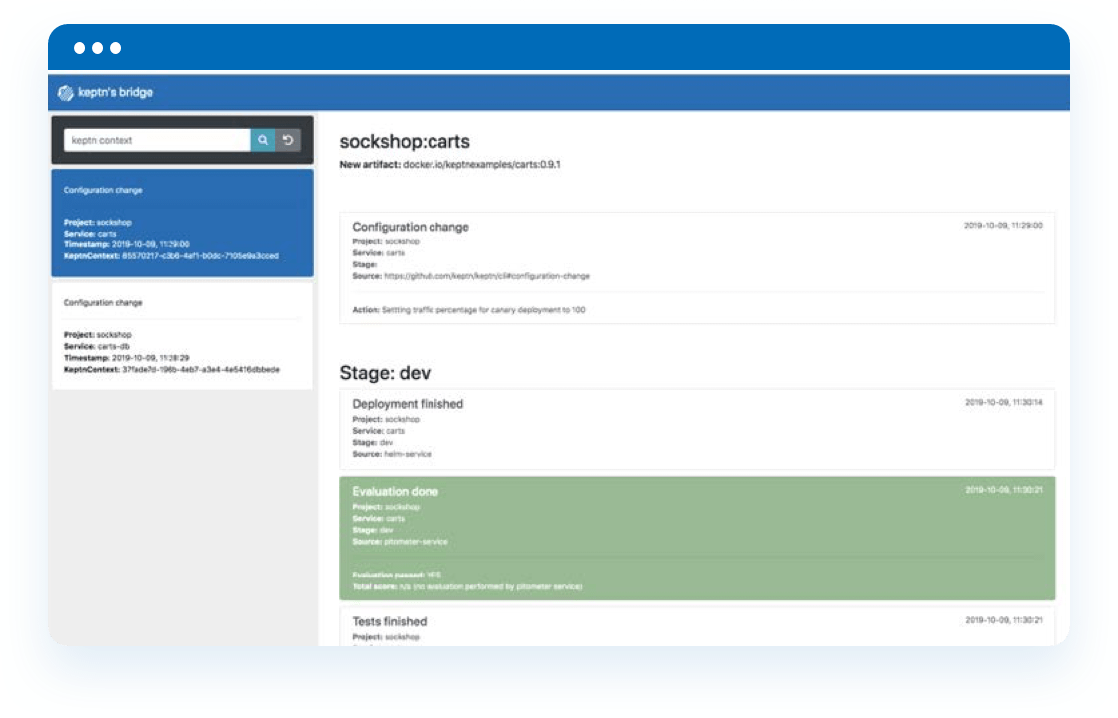 keptn's bridge
keptn context
Configuration change
Project: sockshop
Service: carts
Timestamp: 2019-10-09, 11:29:00
KeptnContext: 85570217-c3b6-4af1-b0dc-7105e9a3cced
Configuration change
Project: sockshop
Service: carts-db
Timestamp: 2019-10-09, 11:28:29
KeptnContext: 37fade7d-196b-4eb7-a3e4-4e5416dbbede
sockshop:carts
New artifact: docker.io/keptnexamples/carts:0.9.1
Configuration change
2019-10-09, 11:29:00
Project: sockshop
Service: carts
Stage:
Source: https://github.com/keptn/keptn/cli#configuration-change
Action: Settting traffic percentage for canary deployment to 100
Stage: dev
Deployment finished
2019-10-09, 11:30:14
Project: sockshop
Service: carts
Stage: dev
Source: helm-service
Evaluation done
2019-10-09, 11:30:21
Project: sockshop
Service: carts
Stage: dev
Source: pitometer-service
Evaluation passed: YES
Total score: n/a (no evaluation performed by pitometer service)
Tests finished
2019-10-09, 11:30:21
Project: sockshop